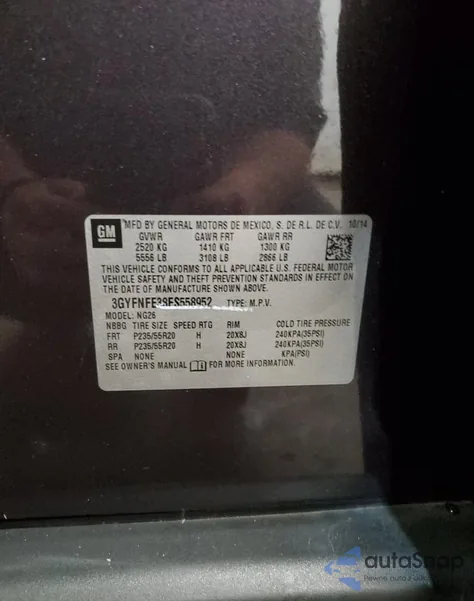 GM
MFD BY GENERAL MOTORS DE MEXICO, S. DE R.L. DE C.V. 10/14
GVWR GAWR FRT GAWR RR
2520 KG 1410 KG 1300 KG
5556 LB 3108 LB 2866 LB
THIS VEHICLE CONFORMS TO ALL APPLICABLE U.S. FEDERAL MOTOR
VEHICLE SAFETY AND THEFT PREVENTION STANDARDS IN EFFECT ON
THE DATE OF MANUFACTURE SHOWN ABOVE.
3GYFNFE38FS558952 TYPE: M.P.V.
MODEL: NG26
NBBG TIRE SIZE SPEED RTG RIM COLD TIRE PRESSURE
FRT P235/55R20 H 20X8J 240KPA(35PSI)
RR P235/55R20 H 20X8J 240KPA(35PSI)
SPA NONE NONE KPA(PSI)
SEE OWNER'S MANUAL FOR MORE INFORMATION.
autoSnap